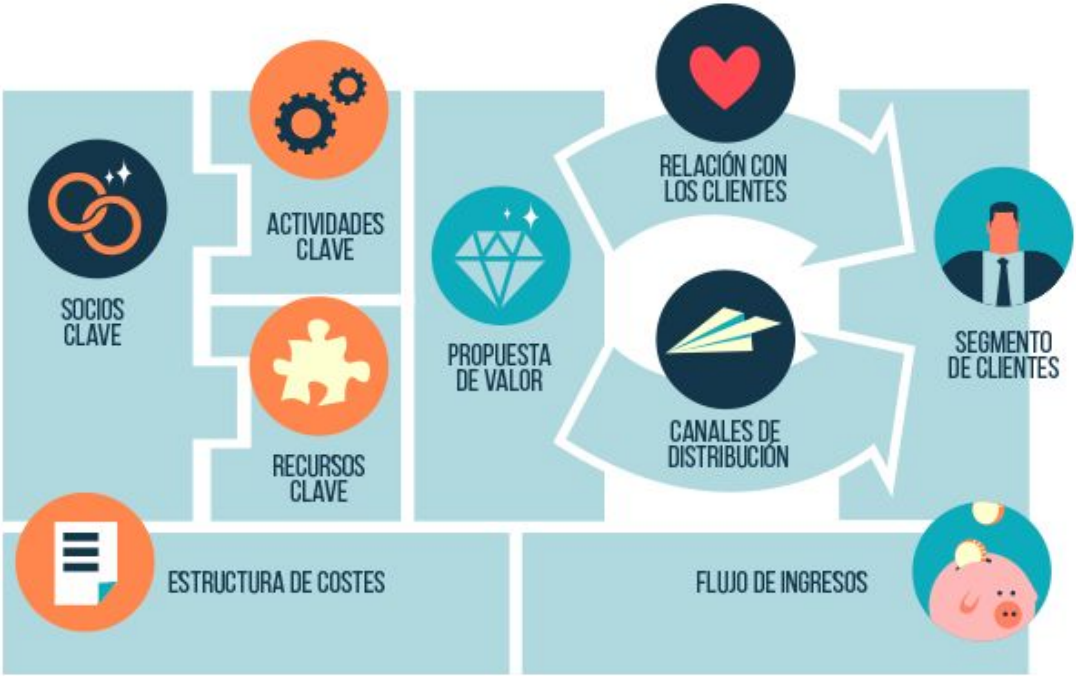 SOCIOS
CLAVE
ACTIVIDADES
CLAVE
RECURSOS
CLAVE
PROPUESTA
DE VALOR
RELACIÓN CON
LOS CLIENTES
CANALES DE
DISTRIBUCIÓN
SEGMENTO
DE CLIENTES
ESTRUCTURA DE COSTES
FLUJO DE INGRESOS